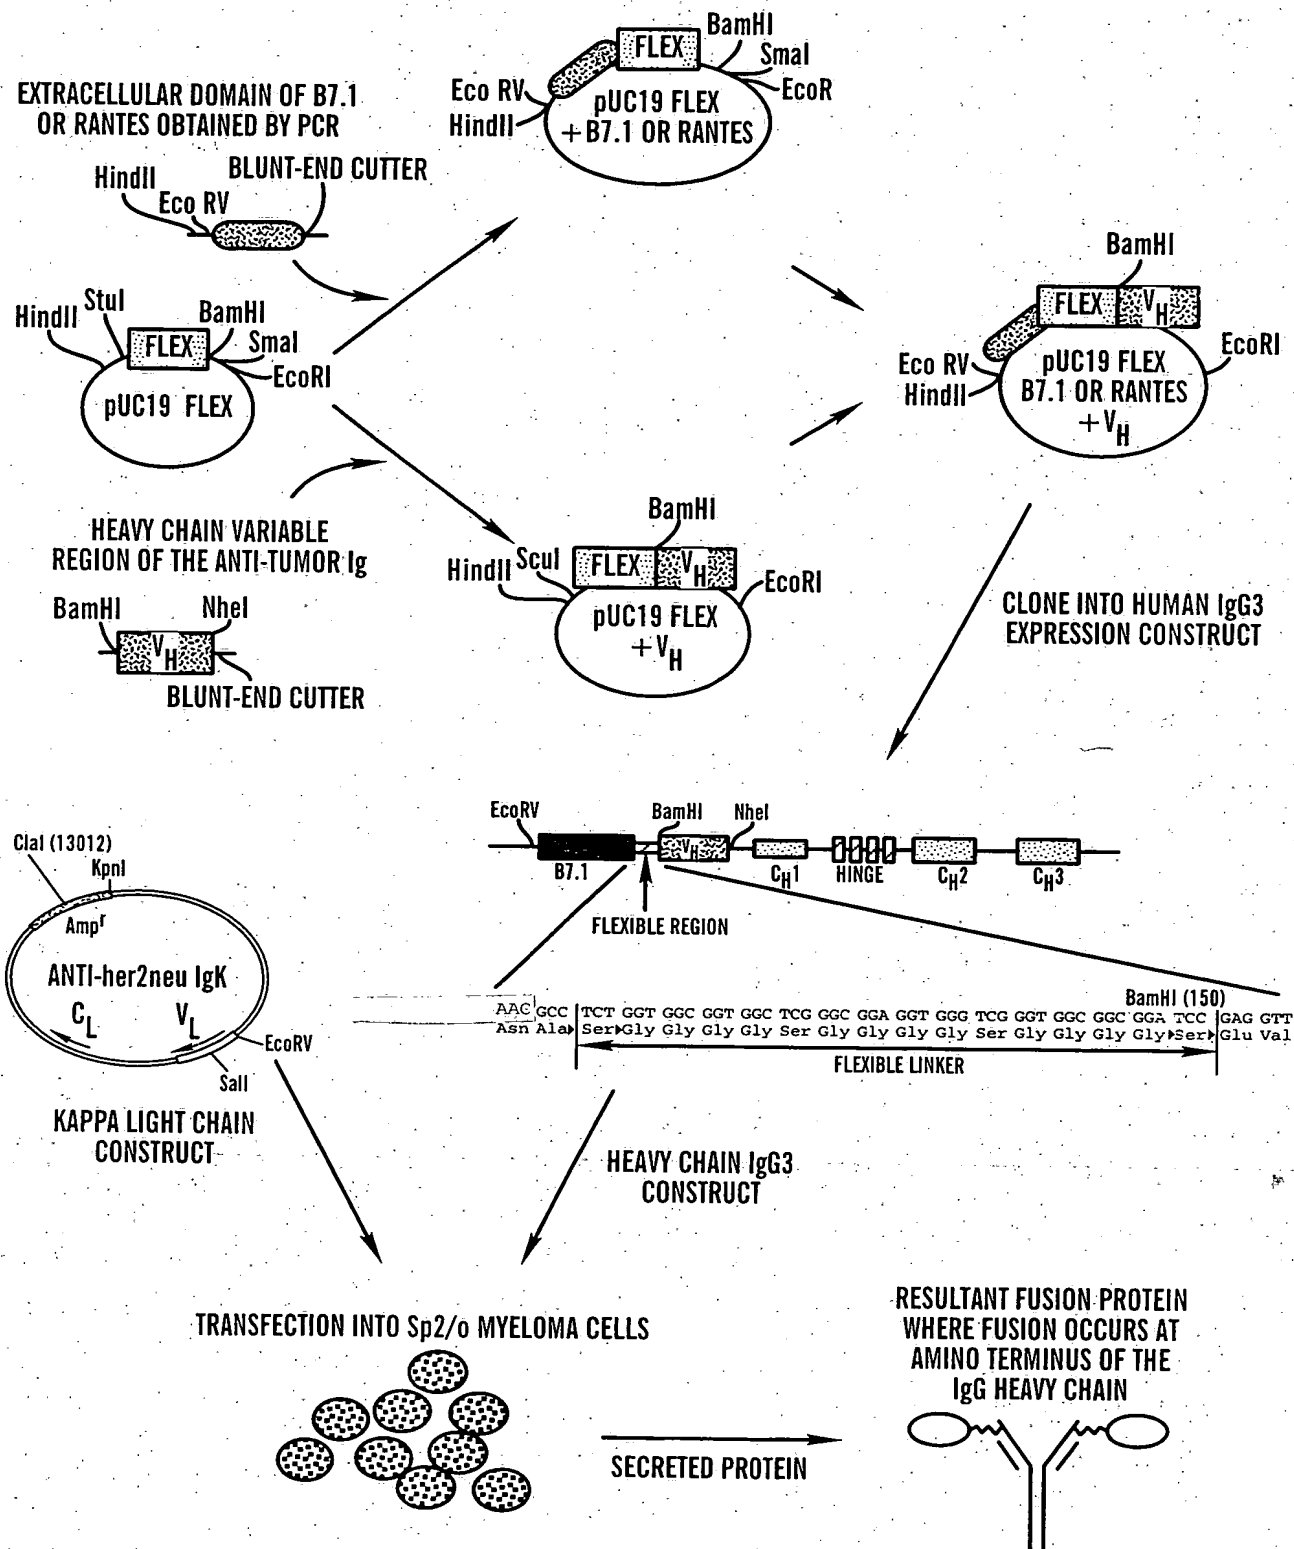 BamHI
FLEX
SmaI
Eco RV
EcoR
HindII
pUC19 FLEX
+B7.1 OR RANTES
EXTRACELLULAR DOMAIN OF B7.1
OR RANTES OBTAINED BY PCR
HindII
BLUNT-END CUTTER
Eco RV
HindII
StuI
BamHI
FLEX
SmaI
EcoRI
pUC19 FLEX
BamHI
FLEX
VH
EcoRI
Eco RV
HindII
pUC19 FLEX
B7.1 OR RANTES
+VH
HEAVY CHAIN VARIABLE
REGION OF THE ANTI-TUMOR Ig
BamHI
NheI
VH
BLUNT-END CUTTER
BamHI
HindII
ScuI
FLEX
VH
EcoRI
pUC19 FLEX
+VH
CLONE INTO HUMAN IgG3
EXPRESSION CONSTRUCT
EcoRV
BamHI
NheI
VH
B7.1
CH1
HINGE
CH2
CH3
FLEXIBLE REGION
ClaI (13012)
KpnI
Ampr
ANTI-her2neu IgK
CL
VL
EcoRV
SalI
KAPPA LIGHT CHAIN
CONSTRUCT
BamHI (150)
AAC GCC TCT GGT GGC GGT GGC TCG GGC GGA GGT GGG TCG GGT GGC GGC GGA TCC GAG GTT
Asn Ala Ser Gly Gly Gly Gly Ser Gly Gly Gly Gly Ser Gly Gly Gly Gly Ser Glu Val
FLEXIBLE LINKER
HEAVY CHAIN IgG3
CONSTRUCT
TRANSFECTION INTO Sp2/o MYELOMA CELLS
SECRETED PROTEIN
RESULTANT FUSION PROTEIN
WHERE FUSION OCCURS AT
AMINO TERMINUS OF THE
IgG HEAVY CHAIN